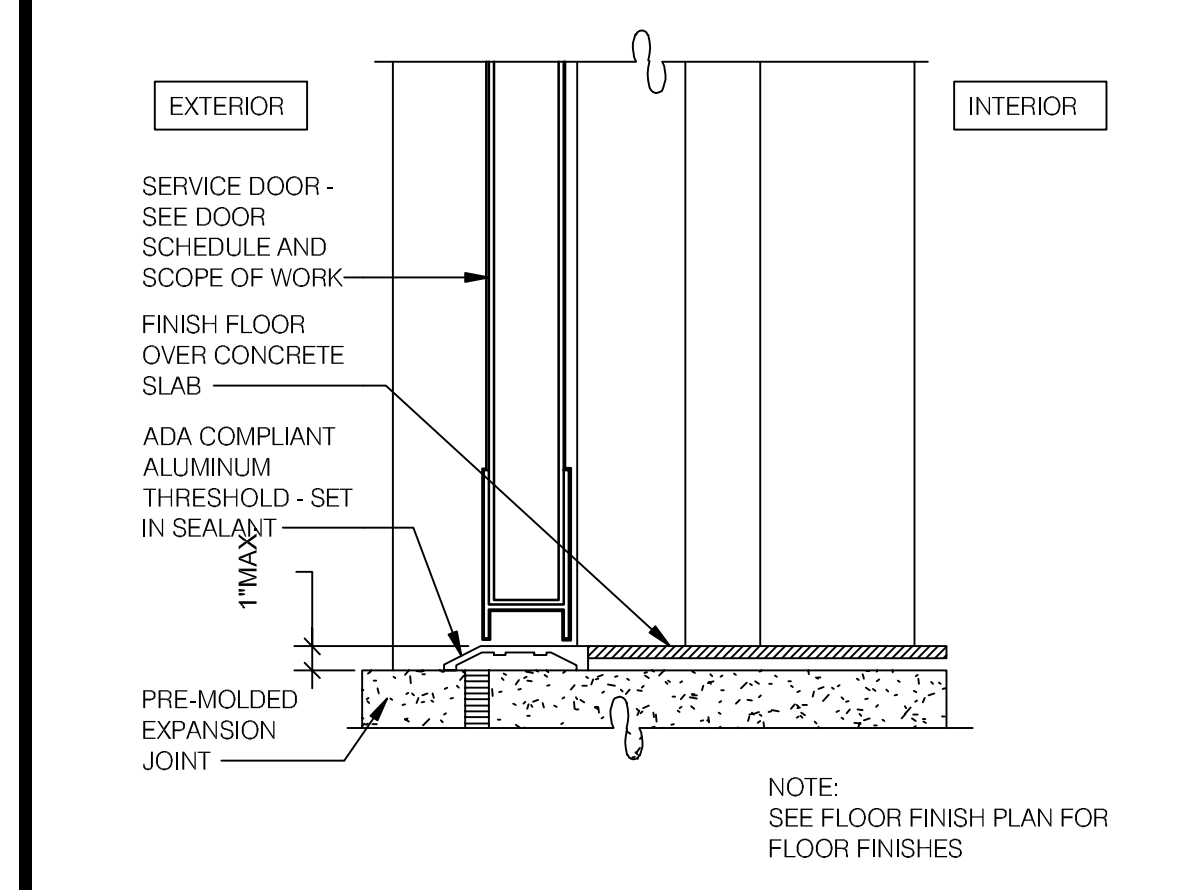 EXTERIOR
INTERIOR
SERVICE DOOR -
SEE DOOR
SCHEDULE AND
SCOPE OF WORK
FINISH FLOOR
OVER CONCRETE
SLAB
ADA COMPLIANT
ALUMINUM
THRESHOLD - SET
IN SEALANT
1"MAX.
PRE-MOLDED
EXPANSION
JOINT
NOTE:
SEE FLOOR FINISH PLAN FOR
FLOOR FINISHES